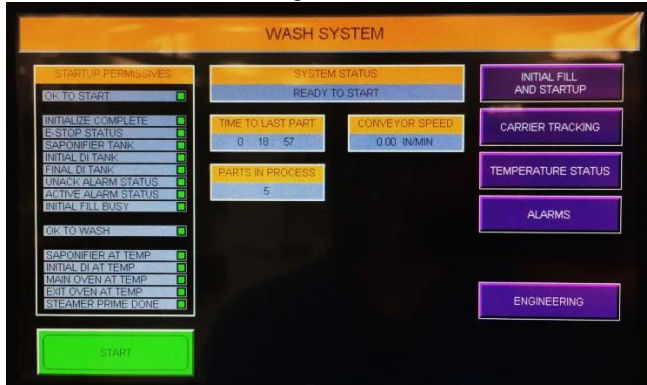 WASH SYSTEM
STARTUP PERMISSIVES
OK TO START
INITIALIZE COMPLETE
E-STOP STATUS
SAPONIFIER TANK
INITIAL DI TANK
FINAL DI TANK
UNACK ALARM STATUS
ACTIVE ALARM STATUS
INITIAL FILL BUSY
OK TO WASH
SAPONIFIER AT TEMP
INITIAL DI AT TEMP
MAIN OVEN AT TEMP
EXIT OVEN AT TEMP
STEAMER PRIME DONE
START
SYSTEM STATUS
READY TO START
TIME TO LAST PART
0 : 18 : 57
CONVEYOR SPEED
0.00 IN/MIN
PARTS IN PROCESS
5
INITIAL FILL
AND STARTUP
CARRIER TRACKING
TEMPERATURE STATUS
ALARMS
ENGINEERING